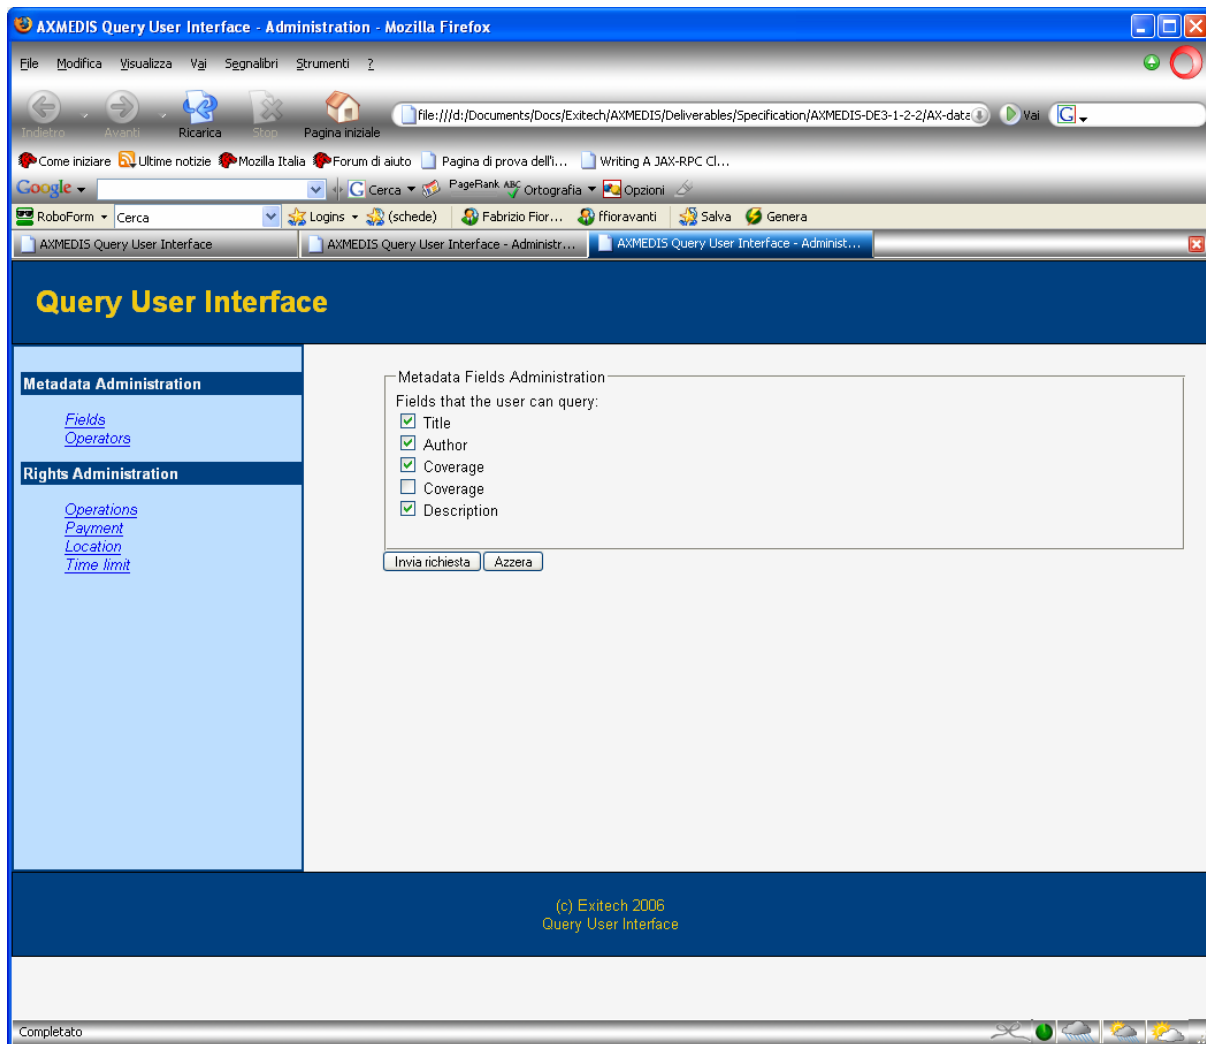 AXMEDIS Query User Interface - Administration - Mozilla Firefox
File Modifica Visualizza Vai Segnalibri Strumenti ?
Indietro Avanti Ricarica Stop Pagina iniziale file:///d:/Documents/Docs/Exitech/AXMEDIS/Deliverables/Specification/AXMEDIS-DE3-1-2-2/AX-data Vai G
Come iniziare Ultime notizie Mozilla Italia Forum di aiuto Pagina di prova dell'i... Writing A JAX-RPC Cl...
Google G Cerca PageRank ABC Ortografia Opzioni
RoboForm Cerca Logins (schede) Fabrizio Fior... ffioravanti Salva Genera
AXMEDIS Query User Interface AXMEDIS Query User Interface - Administr... AXMEDIS Query User Interface - Administ...
Query User Interface
Metadata Administration
Fields
Operators
Rights Administration
Operations
Payment
Location
Time limit
Metadata Fields Administration
Fields that the user can query:
Title
Author
Coverage
Coverage
Description
Invia richiesta Azzera
(c) Exitech 2006
Query User Interface
Completato